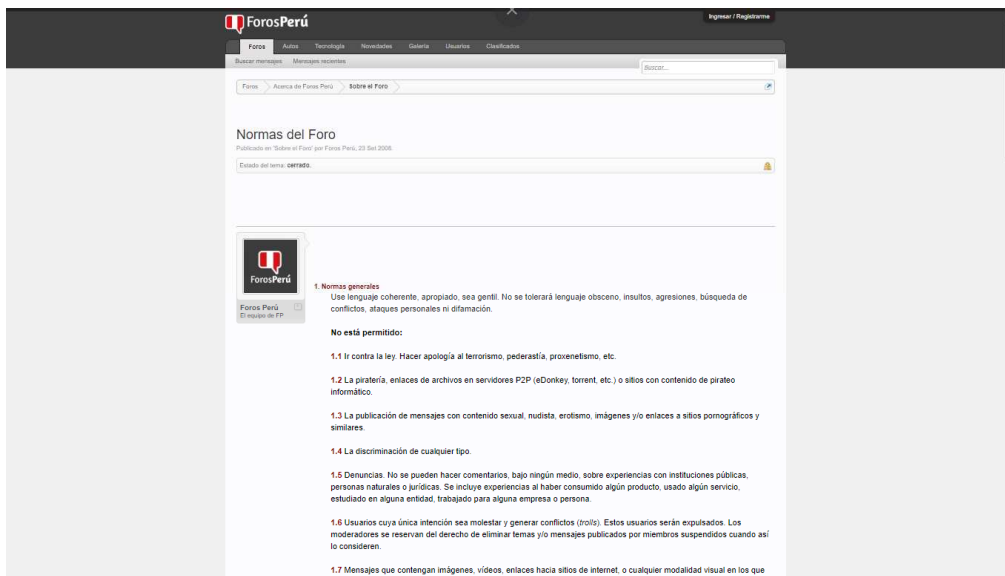 ForosPerú
Ingresar / Registrarme
Foros Autos Tecnología Novedades Galería Usuarios Clasificados
Buscar mensajes Mensajes recientes
Buscar...
Foros Acerca de Foros Perú Sobre el Foro
Normas del Foro
Publicado en 'Sobre el Foro' por Foros Perú, 23 Set 2006.
Estado del tema: cerrado.
ForosPerú
Foros Perú
El equipo de FP
1. Normas generales
Use lenguaje coherente, apropiado, sea gentil. No se tolerará lenguaje obsceno, insultos, agresiones, búsqueda de
conflictos, ataques personales ni difamación.
No está permitido:
1.1 Ir contra la ley. Hacer apología al terrorismo, pederastía, proxenetismo, etc.
1.2 La piratería, enlaces de archivos en servidores P2P (eDonkey, torrent, etc.) o sitios con contenido de pirateo
informático.
1.3 La publicación de mensajes con contenido sexual, nudista, erotismo, imágenes y/o enlaces a sitios pornográficos y
similares.
1.4 La discriminación de cualquier tipo.
1.5 Denuncias. No se pueden hacer comentarios, bajo ningún medio, sobre experiencias con instituciones públicas,
personas naturales o jurídicas. Se incluye experiencias al haber consumido algún producto, usado algún servicio,
estudiado en alguna entidad, trabajado para alguna empresa o persona.
1.6 Usuarios cuya única intención sea molestar y generar conflictos (trolls). Estos usuarios serán expulsados. Los
moderadores se reservan del derecho de eliminar temas y/o mensajes publicados por miembros suspendidos cuando así
lo consideren.
1.7 Mensajes que contengan imágenes, vídeos, enlaces hacia sitios de internet, o cualquier modalidad visual en los que